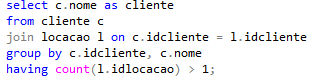 select c.nome as cliente
from cliente c
join locacao l on c.idcliente = l.idcliente
group by c.idcliente, c.nome
having count(l.idlocacao) > 1;